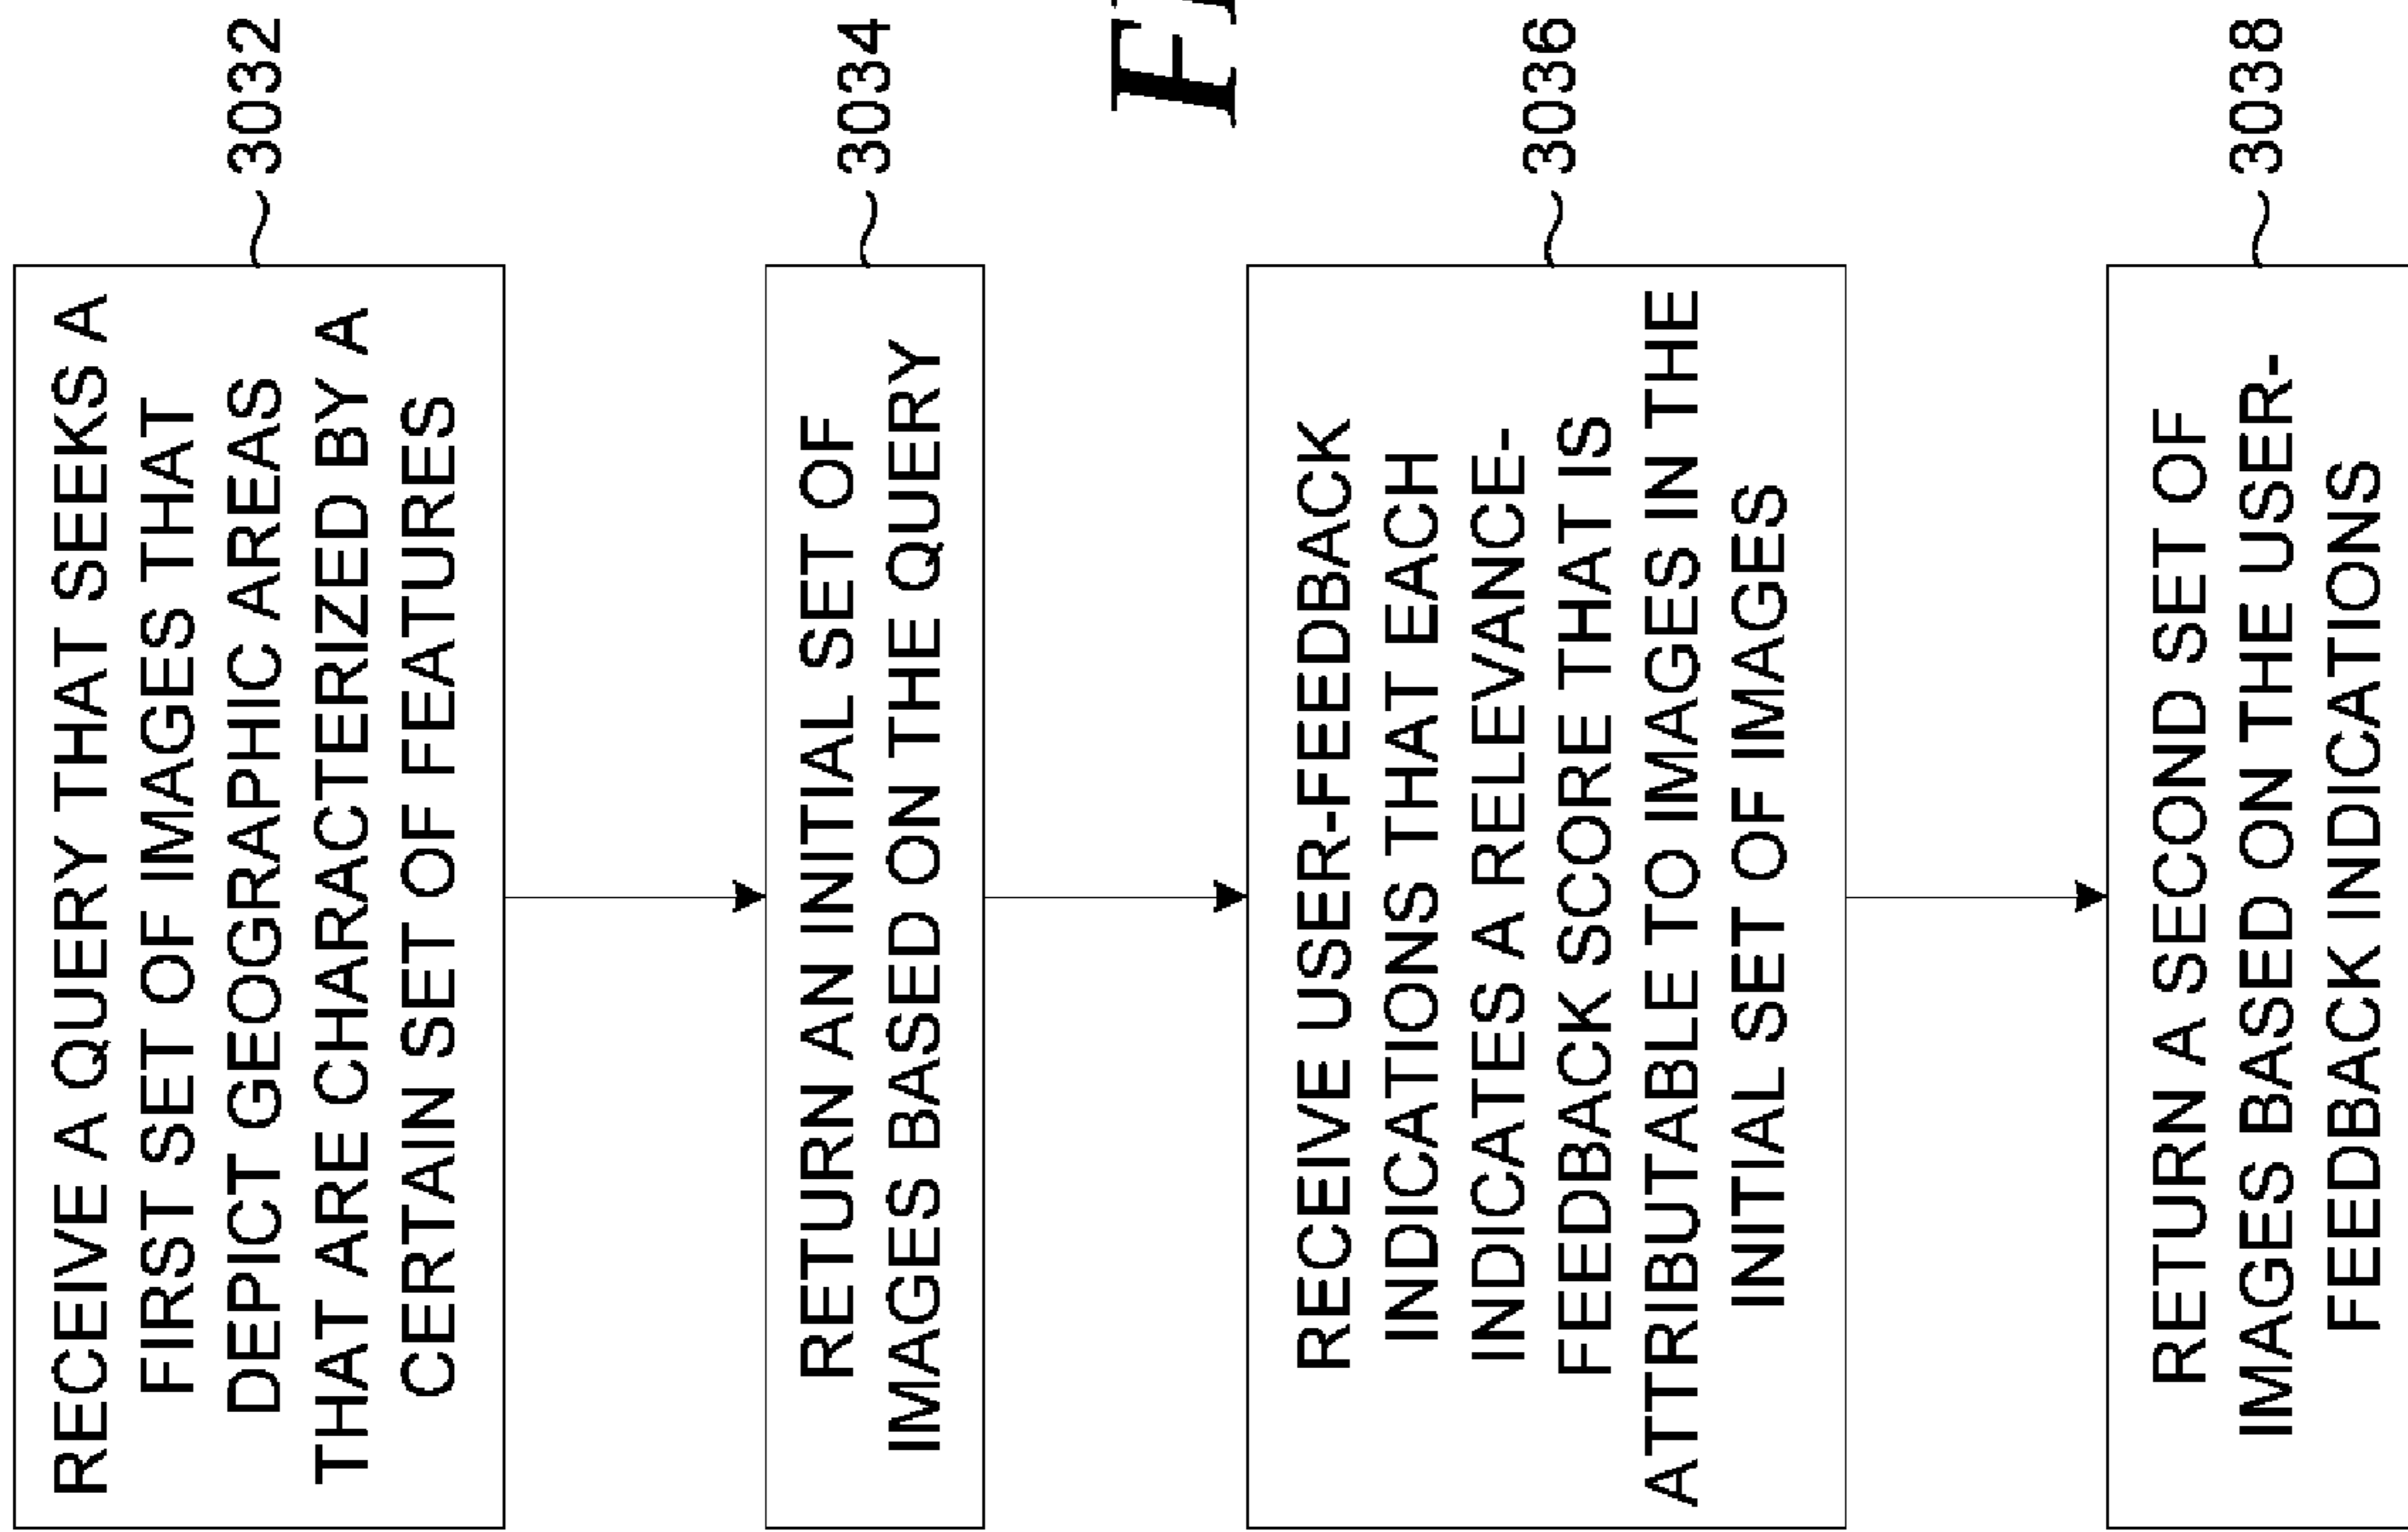 RECEIVE A QUERY THAT SEEKS A
FIRST SET OF IMAGES THAT
DEPICT GEOGRAPHIC AREAS
THAT ARE CHARACTERIZED BY A
CERTAIN SET OF FEATURES
3032
RETURN AN INITIAL SET OF
IMAGES BASED ON THE QUERY
3034
RECEIVE USER-FEEDBACK
INDICATIONS THAT EACH
INDICATES A RELEVANCE-
FEEDBACK SCORE THAT IS
ATTRIBUTABLE TO IMAGES IN THE
INITIAL SET OF IMAGES
3036
RETURN A SECOND SET OF
IMAGES BASED ON THE USER-
FEEDBACK INDICATIONS
3038